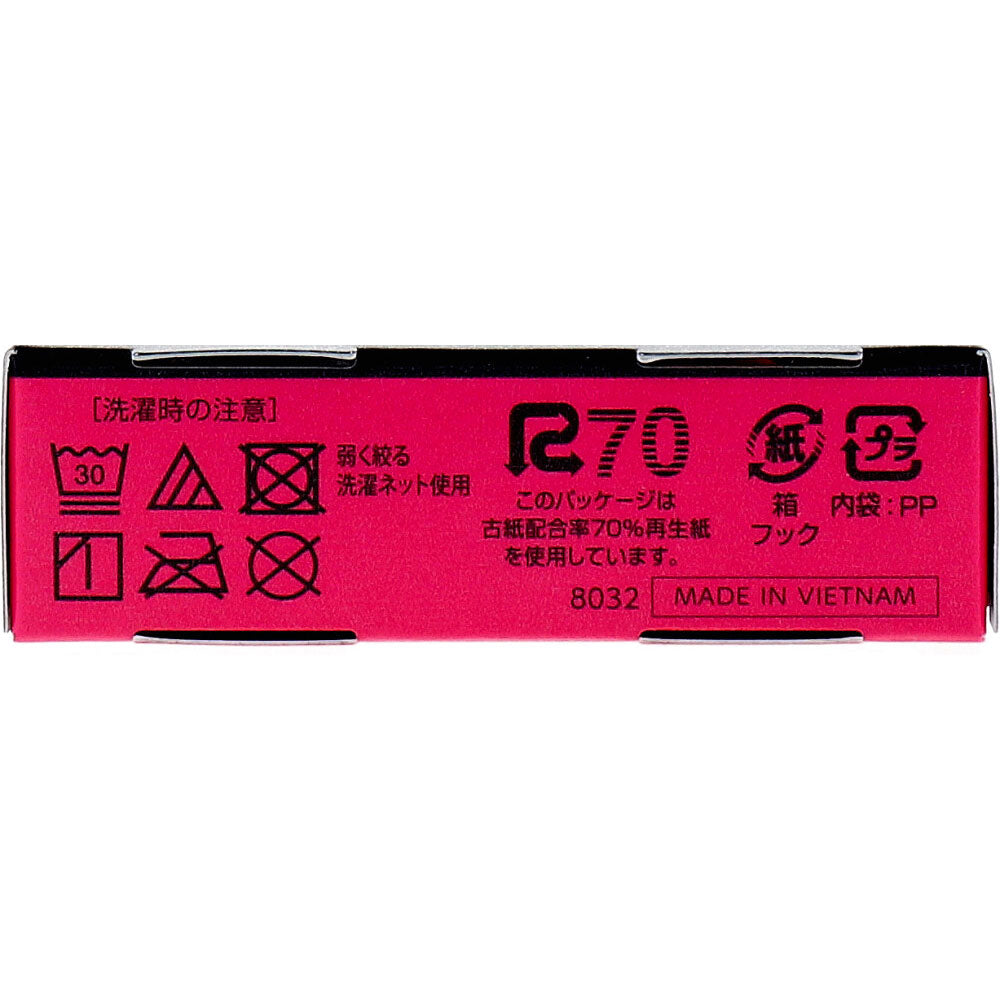 ［洗濯時の注意］
30
弱く絞る
洗濯ネット使用
R70
このパッケージは
古紙配合率70%再生紙
を使用しています。
紙
箱
フック
プラ
内袋：PP
8032
MADE IN VIETNAM